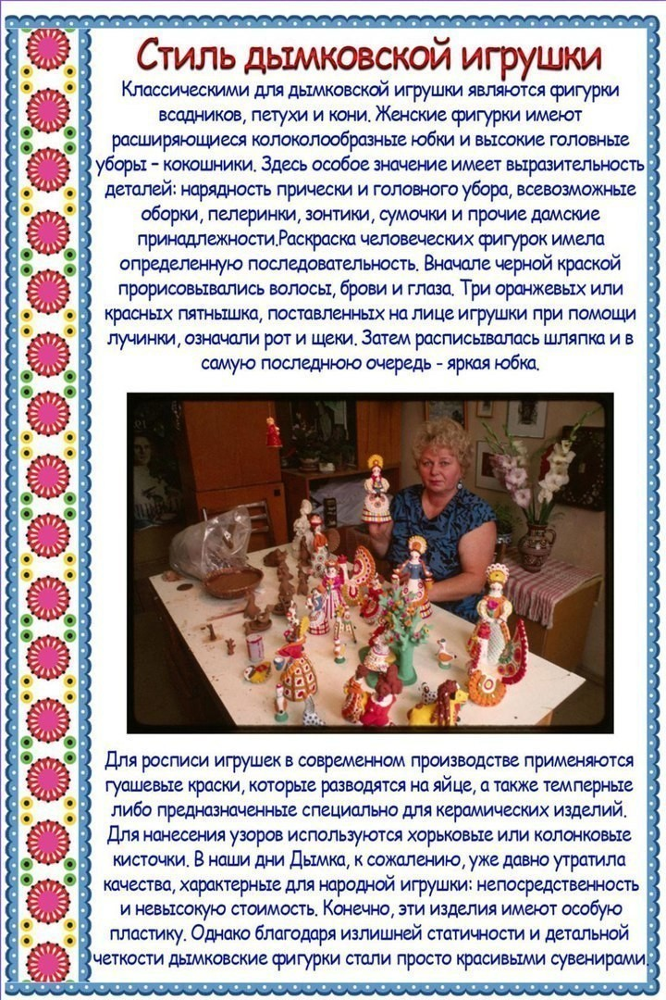 Стиль дымковской игрушки
Классическими для дымковской игрушки являются фигурки
всадников, петухи и кони. Женские фигурки имеют
расширяющиеся колоколообразные юбки и высокие головные
уборы – кокошники. Здесь особое значение имеет выразительность
деталей: нарядность прически и головного убора, всевозможные
оборки, пелеринки, зонтики, сумочки и прочие дамские
принадлежности.Раскраска человеческих фигурок имела
определенную последовательность. Вначале черной краской
прорисовывались волосы, брови и глаза. Три оранжевых или
красных пятнышка, поставленных на лице игрушки при помощи
лучинки, означали рот и щеки. Затем расписывалась шляпка и в
самую последнюю очередь - яркая юбка.
Для росписи игрушек в современном производстве применяются
гуашевые краски, которые разводятся на яйце, а также темперные
либо предназначенные специально для керамических изделий.
Для нанесения узоров используются хорьковые или колонковые
кисточки. В наши дни Дымка, к сожалению, уже давно утратила
качества, характерные для народной игрушки: непосредственность
и невысокую стоимость. Конечно, эти изделия имеют особую
пластику. Однако благодаря излишней статичности и детальной
четкости дымковские фигурки стали просто красивыми сувенирами.